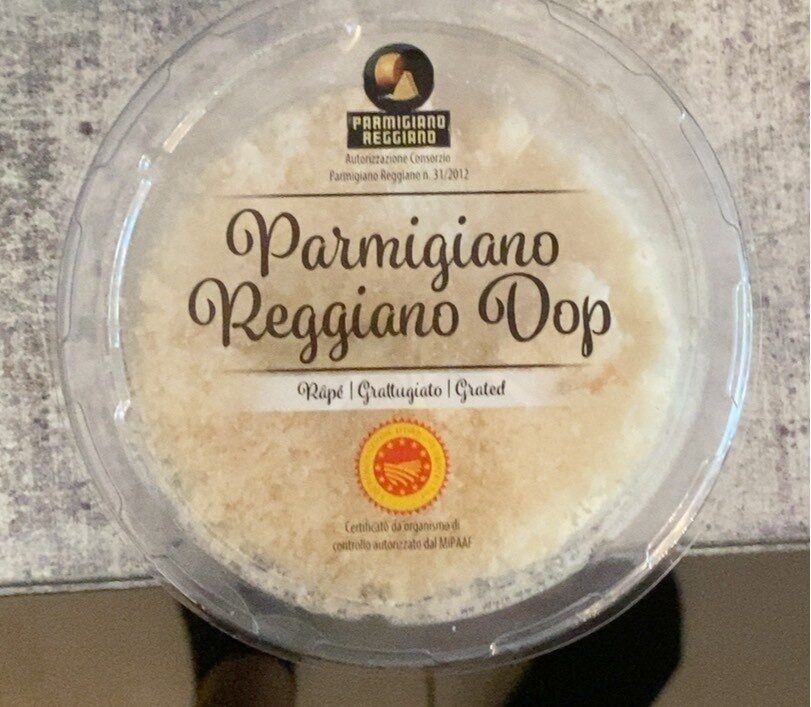 PARMIGIANO
REGGIANO
Autorizzazione Consorzio
Parmigiano Reggiano n. 31/2012
Parmigiano
Reggiano Dop
Râpé | Grattugiato | Grated
Certificato da organismo di
controllo autorizzato dal MiPAAF